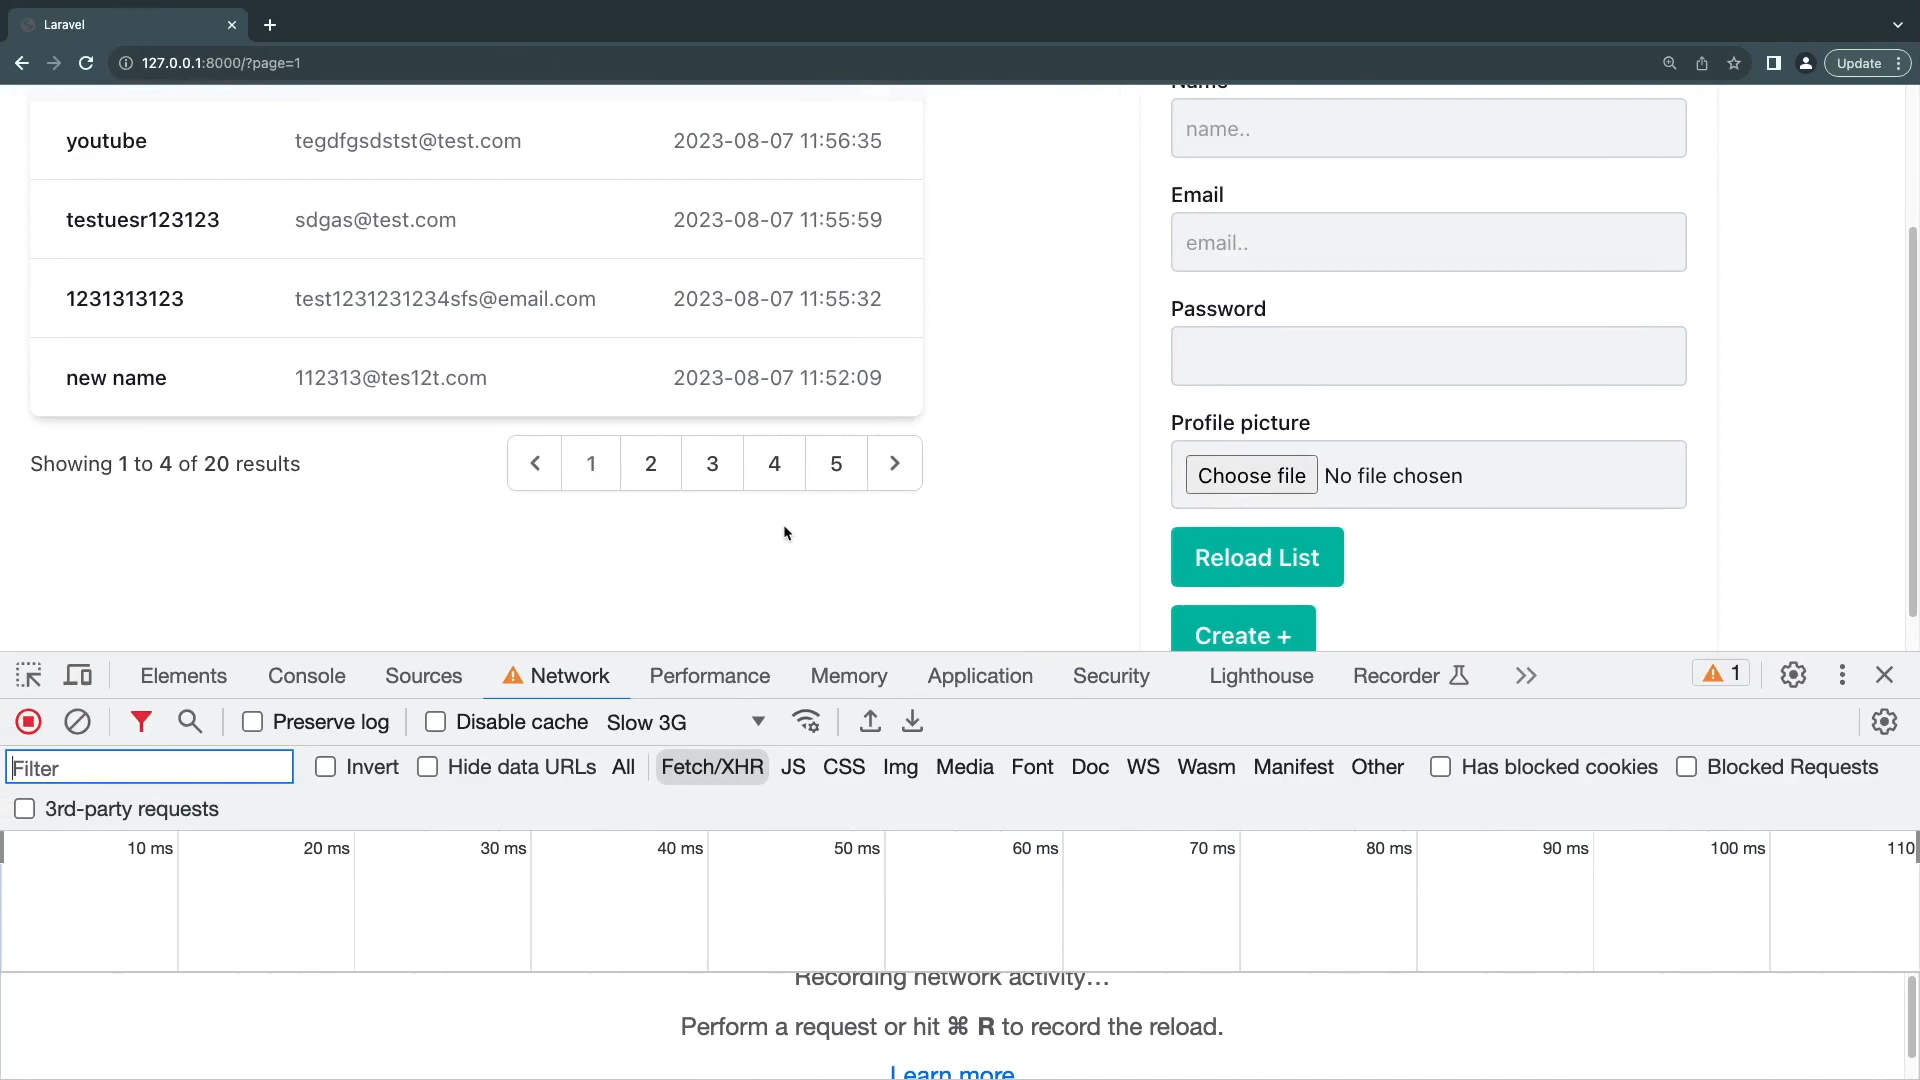 Laravel
127.0.0.1:8000/?page=1
Update
Name
youtube tegdfgsdstst@test.com 2023-08-07 11:56:35
name..
testuesr123123 sdgas@test.com 2023-08-07 11:55:59
Email
email..
1231313123 test1231231234sfs@email.com 2023-08-07 11:55:32
Password
new name 112313@tes12t.com 2023-08-07 11:52:09
Profile picture
Showing 1 to 4 of 20 results
1 2 3 4 5
Choose file No file chosen
Reload List
Create +
Elements Console Sources Network Performance Memory Application Security Lighthouse Recorder 1
Preserve log Disable cache Slow 3G
Filter Invert Hide data URLs All Fetch/XHR JS CSS Img Media Font Doc WS Wasm Manifest Other Has blocked cookies Blocked Requests
3rd-party requests
10 ms 20 ms 30 ms 40 ms 50 ms 60 ms 70 ms 80 ms 90 ms 100 ms 110
Recording network activity…
Perform a request or hit ⌘ R to record the reload.
Learn more